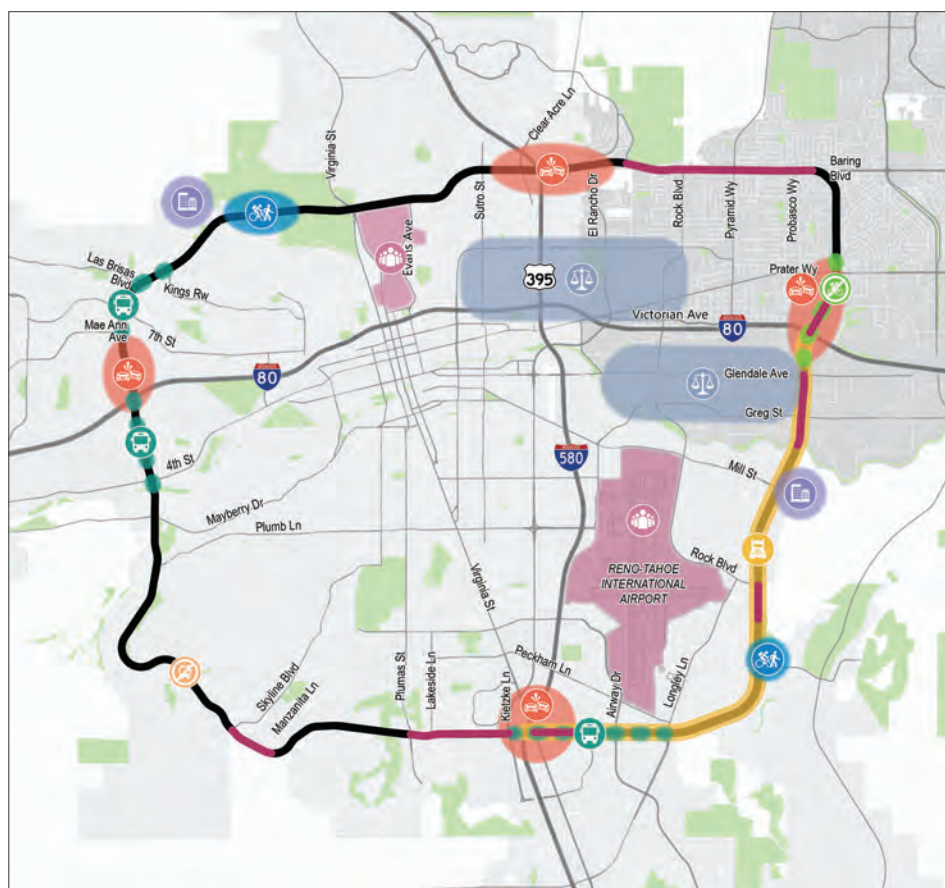 Clear Acre Ln
Virginia St
Sutro St
El Rancho Dr
Rock Blvd
Pyramid Wy
Probasco Wy
Baring
Blvd
Evans Ave
Las Brisas
Blvd
Kings Rw
395
Prater Wy
Mae Ann
Ave
7th St
Victorian Ave
80
80
Glendale Ave
Greg St
4th St
580
Mill St
Mayberry Dr
Plumb Ln
Rock Blvd
RENO-TAHOE
INTERNATIONAL
AIRPORT
Virginia St
Skyline Blvd
Manzanita Ln
Plumas St
Lakeside Ln
Kietzke Ln
Peckham Ln
Airway Dr
Longley Ln